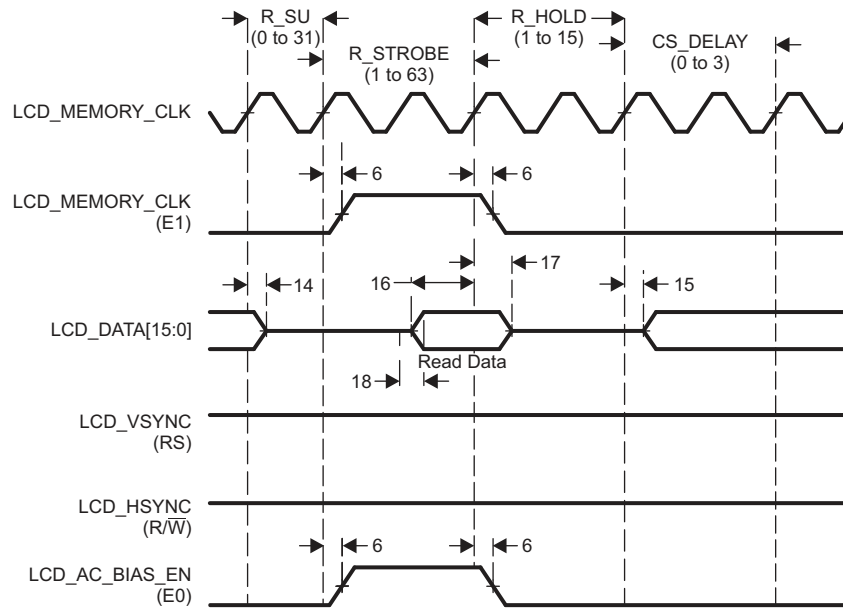 R_SU
(0 to 31)
R_STROBE
(1 to 63)
R_HOLD
(1 to 15)
CS_DELAY
(0 to 3)
LCD_MEMORY_CLK
LCD_MEMORY_CLK
(E1)
6
6
LCD_DATA[15:0]
14
16
17
15
Read Data
18
LCD_VSYNC
(RS)
LCD_HSYNC
(R/W̅)
LCD_AC_BIAS_EN
(E0)
6
6